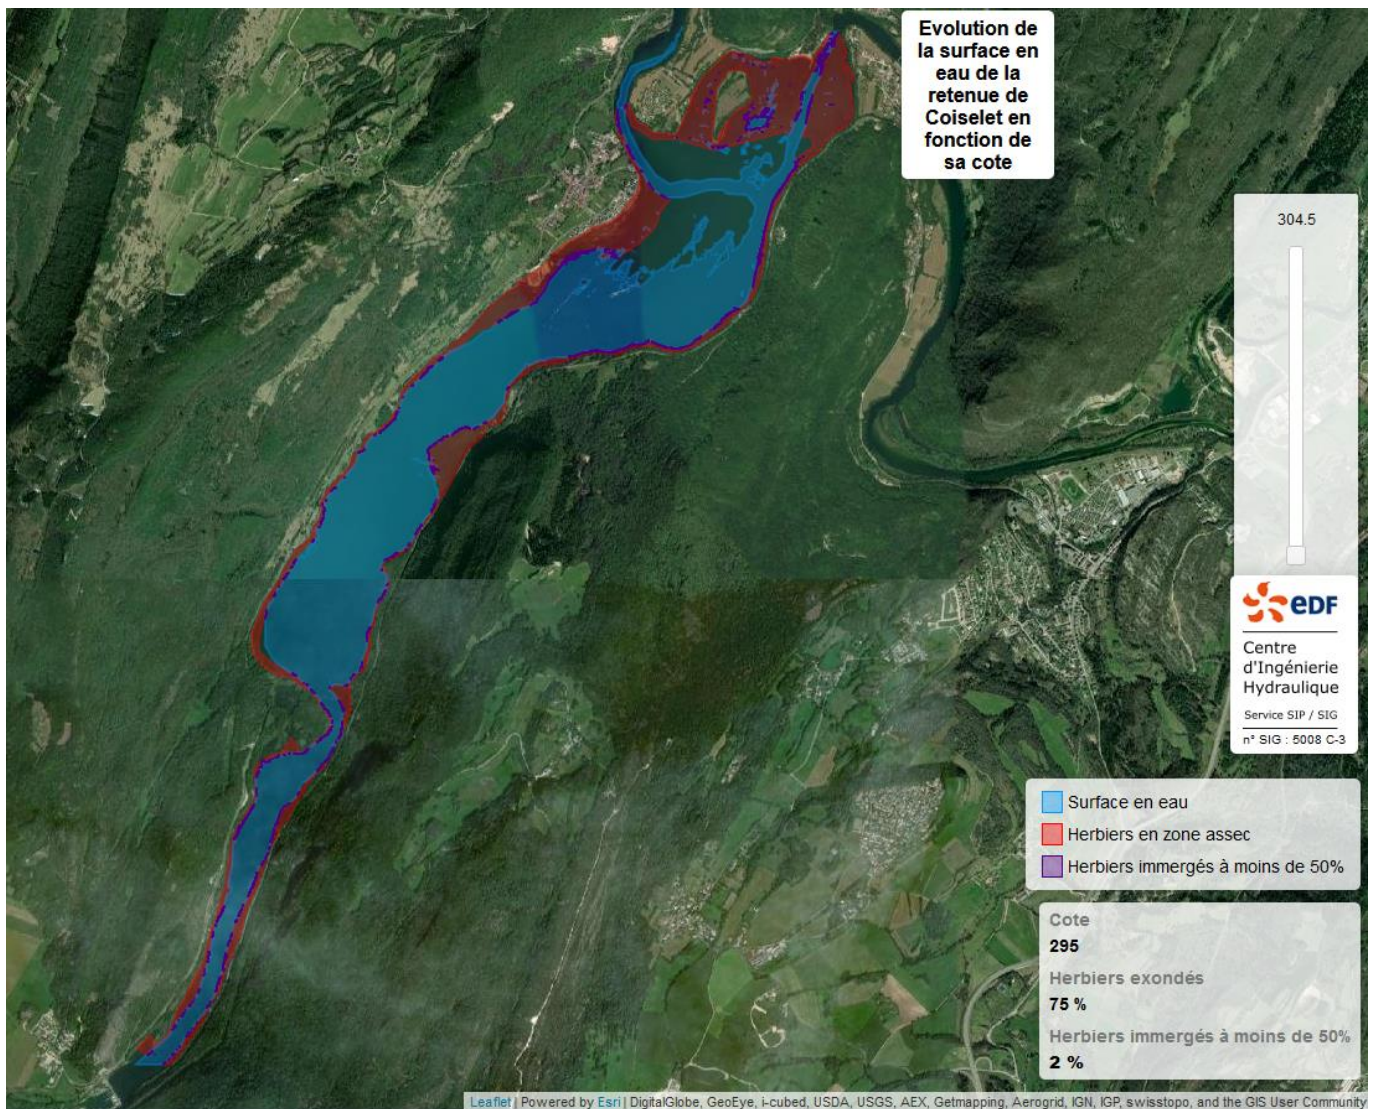 Evolution de
la surface en
eau de la
retenue de
Coiselet en
fonction de
sa cote
304.5
eDF
Centre
d'Ingénierie
Hydraulique
Service SIP / SIG
n° SIG : 5008 C-3
Surface en eau
Herbiers en zone assec
Herbiers immergés à moins de 50%
Cote
295
Herbiers exondés
75 %
Herbiers immergés à moins de 50%
2 %
Leaflet | Powered by Esri | DigitalGlobe, GeoEye, i-cubed, USDA, USGS, AEX, Getmapping, Aerogrid, IGN, IGP, swisstopo, and the GIS User Community